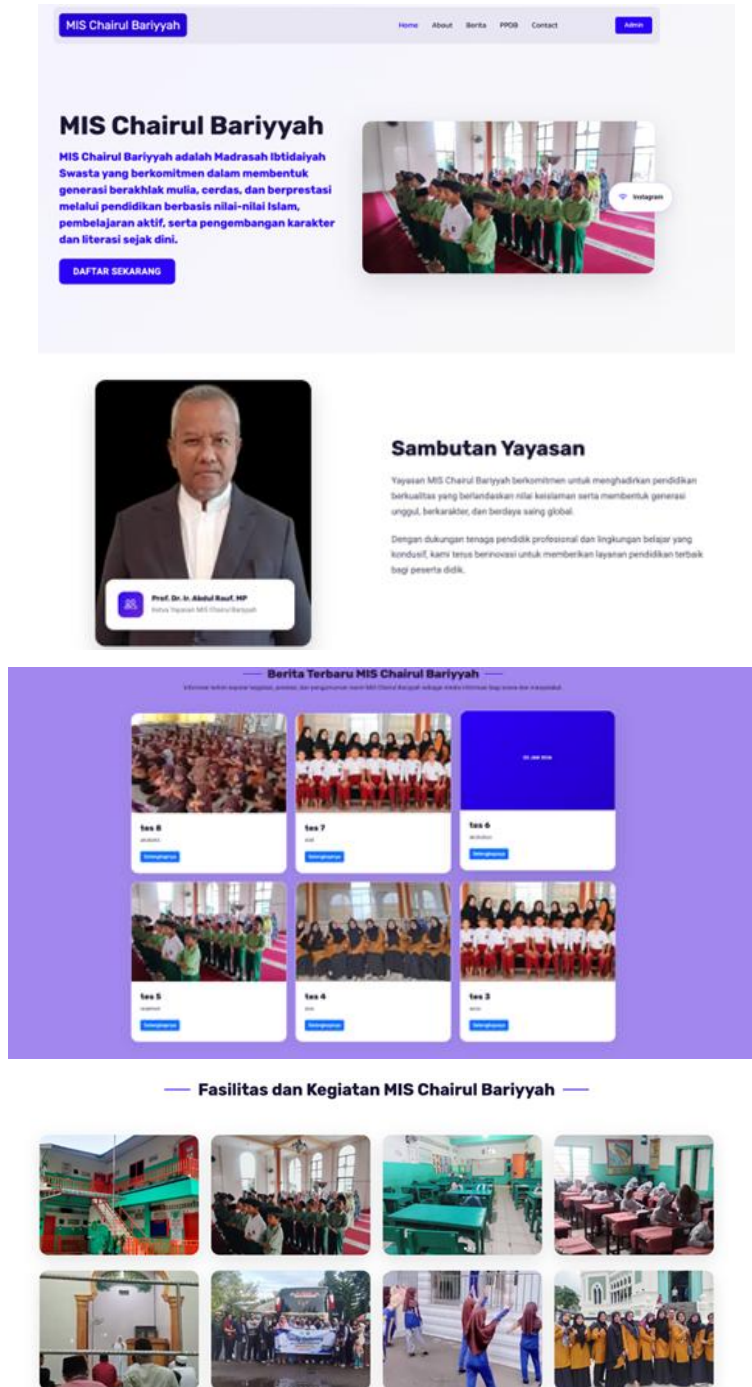 MIS Chairul Bariyyah
Home About Berita PPDB Contact
Admin
MIS Chairul Bariyyah
MIS Chairul Bariyyah adalah Madrasah Ibtidaiyah
Swasta yang berkomitmen dalam membentuk
generasi berakhlak mulia, cerdas, dan berprestasi
melalui pendidikan berbasis nilai-nilai Islam,
pembelajaran aktif, serta pengembangan karakter
dan literasi sejak dini.
Instagram
DAFTAR SEKARANG
Sambutan Yayasan
Yayasan MIS Chairul Bariyyah berkomitmen untuk menghadirkan pendidikan
berkualitas yang berlandaskan nilai keislaman serta membentuk generasi
unggul, berkarakter, dan berdaya saing global.
Dengan dukungan tenaga pendidik profesional dan lingkungan belajar yang
kondusif, kami terus berinovasi untuk memberikan layanan pendidikan terbaik
bagi peserta didik.
Prof. Dr. Ir. Abdul Rauf, MP
Ketua Yayasan MIS Chairul Bariyyah
Berita Terbaru MIS Chairul Bariyyah
tes 8
Selengkapnya
tes 7
Selengkapnya
tes 6
Selengkapnya
tes 5
Selengkapnya
tes 4
Selengkapnya
tes 3
Selengkapnya
Fasilitas dan Kegiatan MIS Chairul Bariyyah